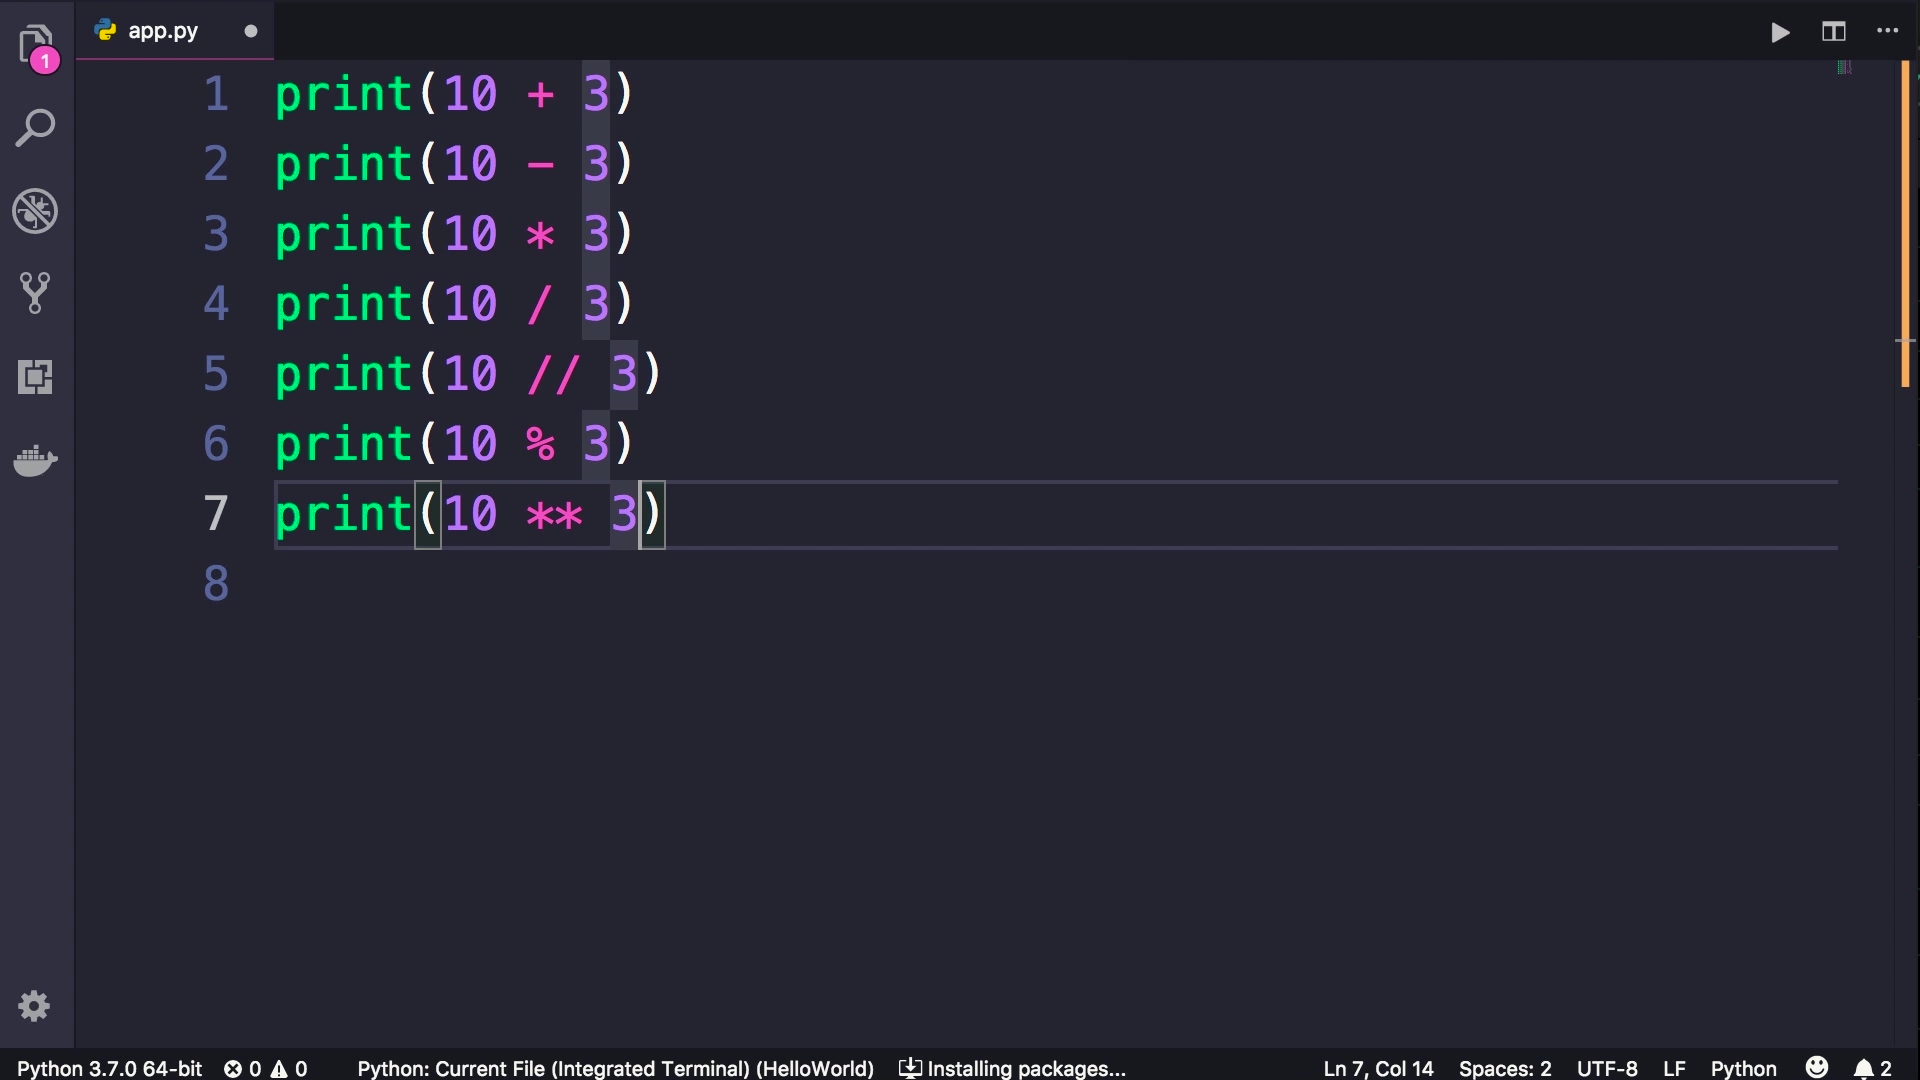 app.py
1
1 print(10 + 3)
2 print(10 - 3)
3 print(10 * 3)
4 print(10 / 3)
5 print(10 // 3)
6 print(10 % 3)
7 print(10 ** 3)
8
Python 3.7.0 64-bit 0 0 Python: Current File (Integrated Terminal) (HelloWorld) Installing packages... Ln 7, Col 14 Spaces: 2 UTF-8 LF Python 2